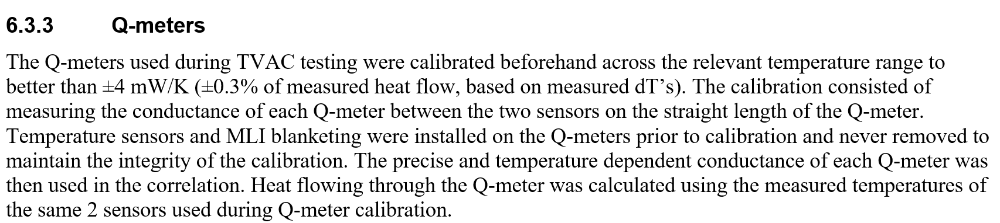 6.3.3 Q-meters
The Q-meters used during TVAC testing were calibrated beforehand across the relevant temperature range to
better than ±4 mW/K (±0.3% of measured heat flow, based on measured dT’s). The calibration consisted of
measuring the conductance of each Q-meter between the two sensors on the straight length of the Q-meter.
Temperature sensors and MLI blanketing were installed on the Q-meters prior to calibration and never removed to
maintain the integrity of the calibration. The precise and temperature dependent conductance of each Q-meter was
then used in the correlation. Heat flowing through the Q-meter was calculated using the measured temperatures of
the same 2 sensors used during Q-meter calibration.